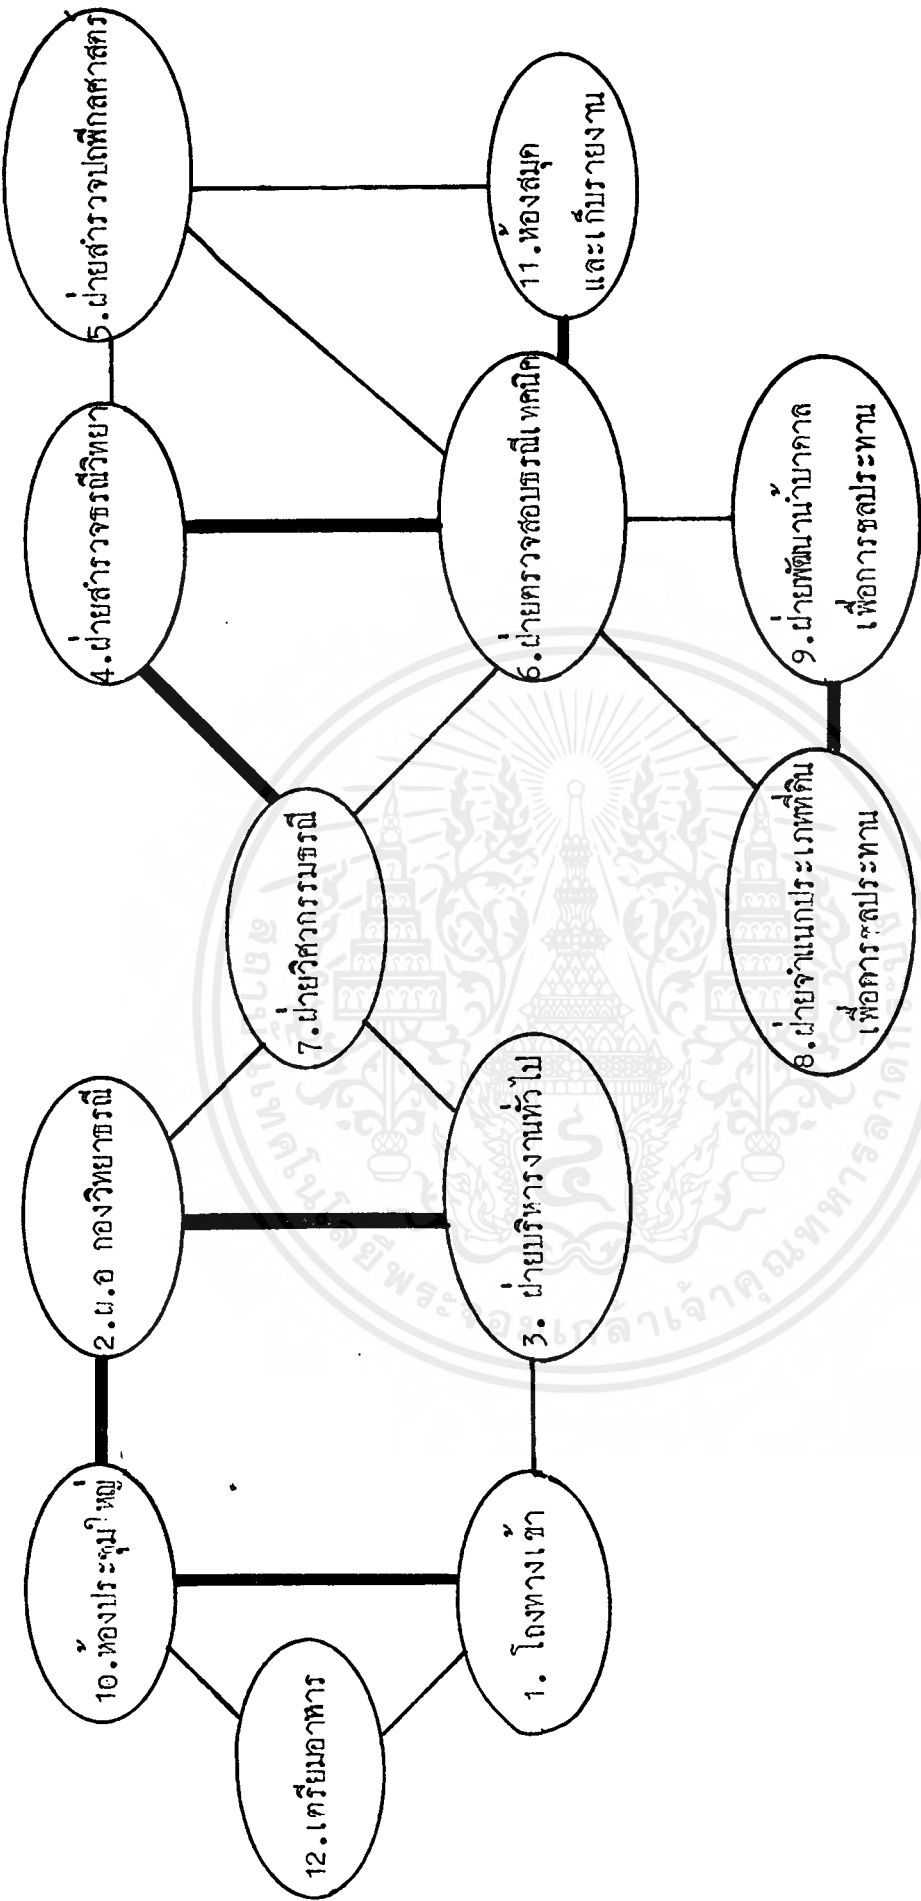 10.ห้องประชุมใหญ่
2.ผ.อ กองวิทยาธรณี
4.ฝ่ายสำรวจธรณีวิทยา
5.ฝ่ายสำรวจปฐพีกลศาสตร
12.เตรียมอาหาร
7.ฝ่ายวิศวกรรมธรณี
1. โถงทางเข้า
3. ฝ่ายบริหารงานทั่วไป
6.ฝ่ายตรวจสอบธรณีเทคนิค
11.ห้องสมุด
และเก็บรายงาน
8.ฝ่ายจำแนกประเภทที่ดิน
เพื่อการชลประทาน
9.ฝ่ายพัฒนาน้ำบาดาล
เพื่อการชลประทาน